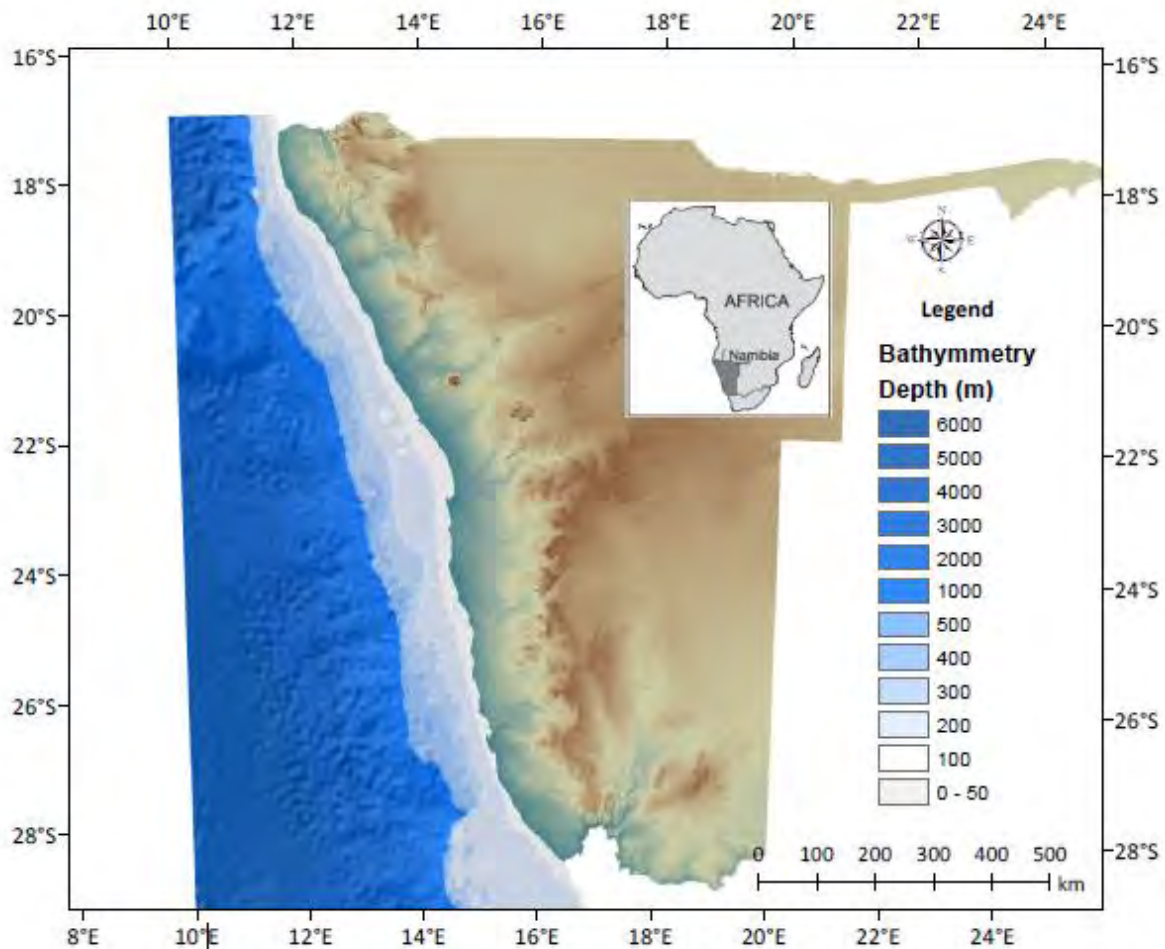 10°E 12°E 14°E 16°E 18°E 20°E 22°E 24°E
16°S 16°S
18°S 18°S
20°S 20°S
22°S 22°S
24°S 24°S
26°S 26°S
28°S 28°S
8°E 10°E 12°E 14°E 16°E 18°E 20°E 22°E 24°E
AFRICA
Nambia
N
W E
Legend
Bathymmetry
Depth (m)
6000
5000
4000
3000
2000
1000
500
400
300
200
100
0 - 50
0 100 200 300 400 500
km